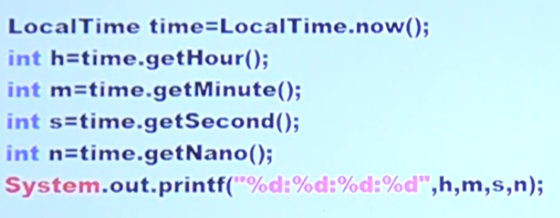 LocalTime time=LocalTime.now();
int h=time.getHour();
int m=time.getMinute();
int s=time.getSecond();
int n=time.getNano();
System.out.printf("%d:%d:%d:%d",h,m,s,n);